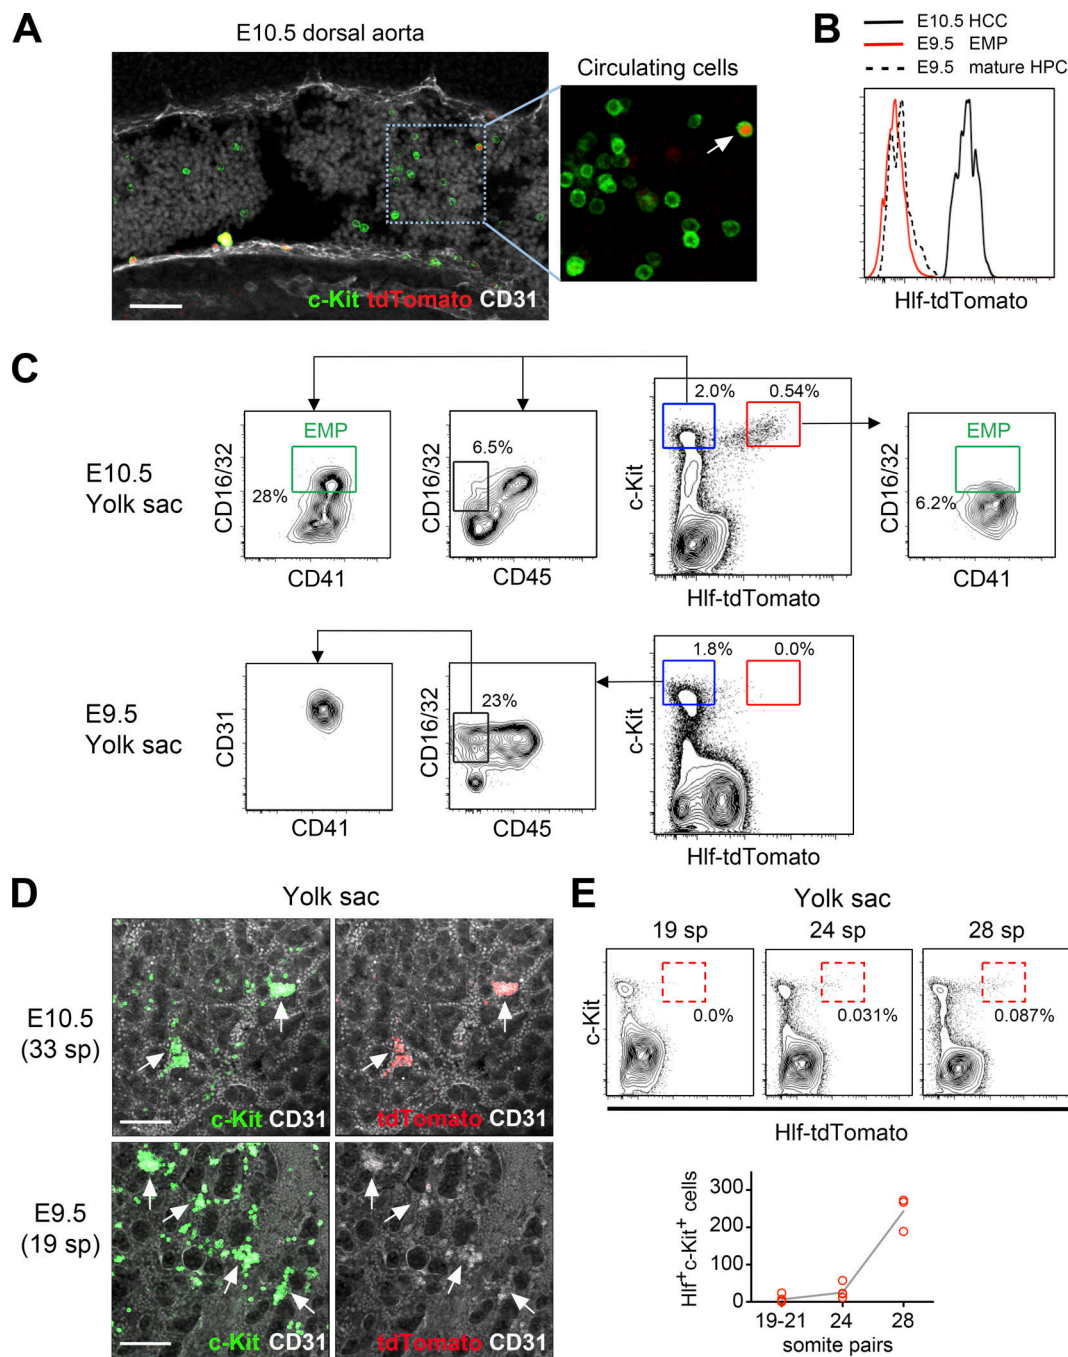 A
E10.5 dorsal aorta
Circulating cells
c-Kit tdTomato CD31
B
E10.5 HCC
E9.5 EMP
E9.5 mature HPC
Hlf-tdTomato
C
E10.5
Yolk sac
CD16/32
EMP
28%
CD41
CD16/32
6.5%
CD45
c-Kit
2.0%
0.54%
Hlf-tdTomato
CD16/32
EMP
6.2%
CD41
E9.5
Yolk sac
CD31
CD41
CD16/32
23%
CD45
c-Kit
1.8%
0.0%
Hlf-tdTomato
D
Yolk sac
E10.5
(33 sp)
c-Kit CD31
tdTomato CD31
E9.5
(19 sp)
c-Kit CD31
tdTomato CD31
E
Yolk sac
19 sp
24 sp
28 sp
c-Kit
0.0%
0.031%
0.087%
Hlf-tdTomato
Hlf+c-Kit+ cells
300
200
100
0
19-21
24
28
somite pairs